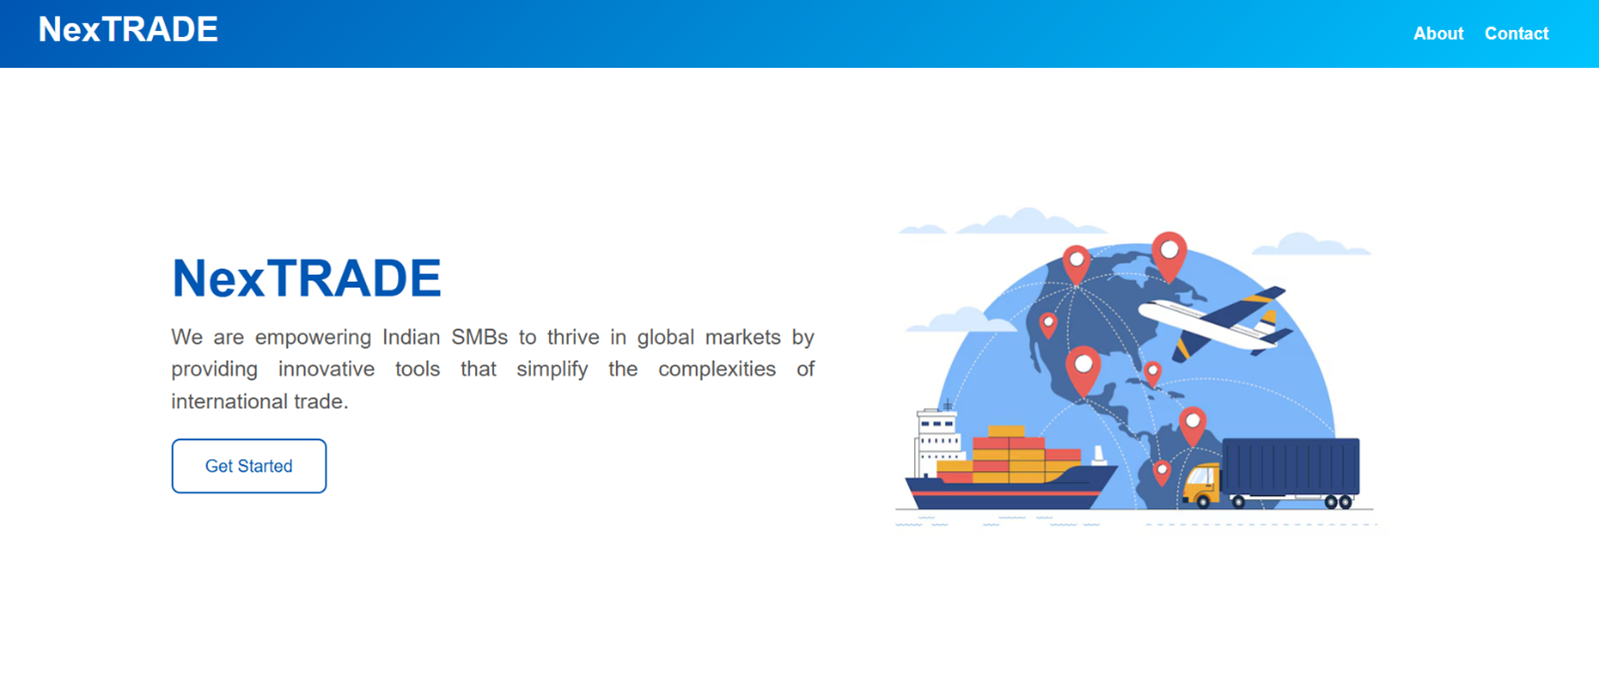 NexTRADE
About Contact
NexTRADE
We are empowering Indian SMBs to thrive in global markets by
providing innovative tools that simplify the complexities of
international trade.
Get Started